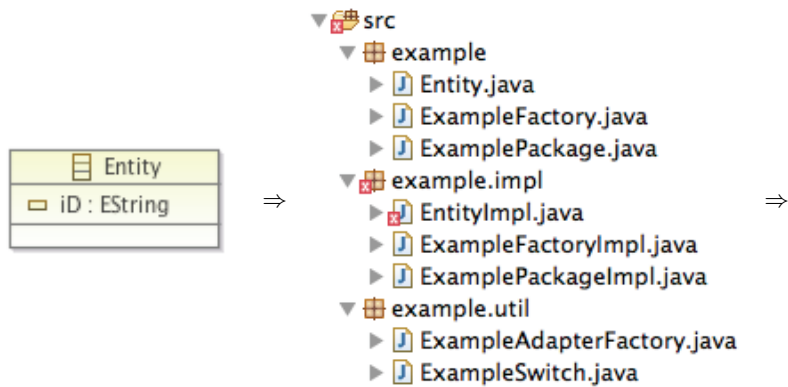 Entity
iD : EString
⇒
src
example
Entity.java
ExampleFactory.java
ExamplePackage.java
example.impl
EntityImpl.java
ExampleFactoryImpl.java
ExamplePackageImpl.java
example.util
ExampleAdapterFactory.java
ExampleSwitch.java
⇒